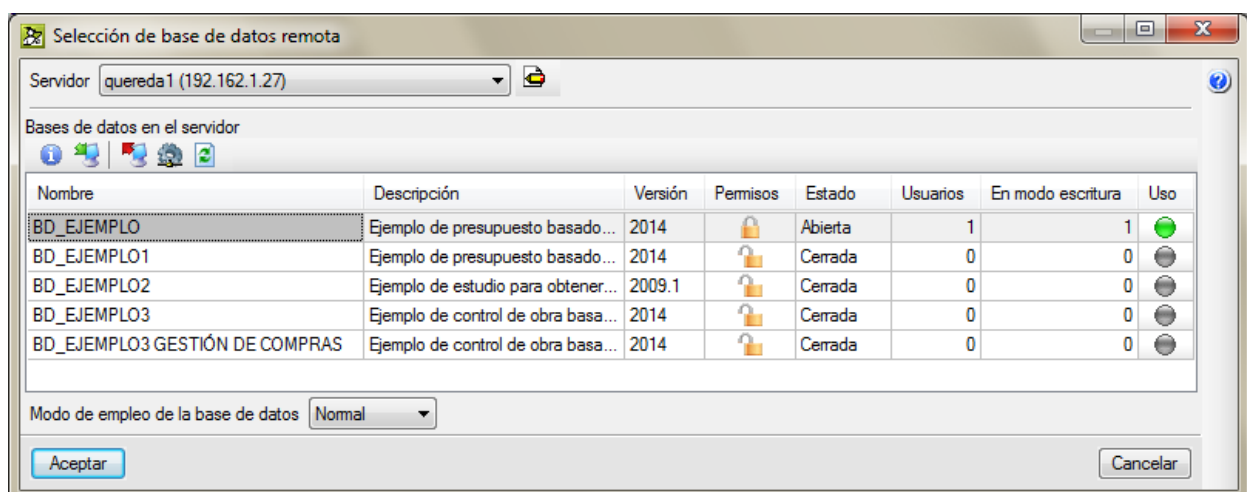 Selección de base de datos remota
Servidor quereda1 (192.162.1.27)
Bases de datos en el servidor
Nombre Descripción Versión Permisos Estado Usuarios En modo escritura Uso
BD_EJEMPLO Ejemplo de presupuesto basado... 2014 Abierta 1 1
BD_EJEMPLO1 Ejemplo de presupuesto basado... 2014 Cerrada 0 0
BD_EJEMPLO2 Ejemplo de estudio para obtener... 2009.1 Cerrada 0 0
BD_EJEMPLO3 Ejemplo de control de obra basa... 2014 Cerrada 0 0
BD_EJEMPLO3 GESTIÓN DE COMPRAS Ejemplo de control de obra basa... 2014 Cerrada 0 0
Modo de empleo de la base de datos Normal
Aceptar Cancelar